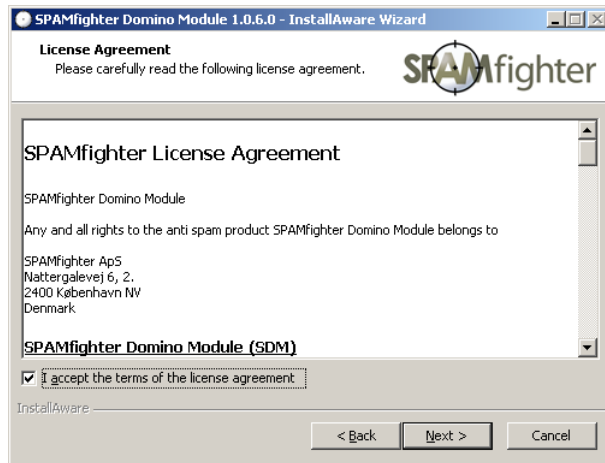 SPAMfighter Domino Module 1.0.6.0 - InstallAware Wizard
License Agreement
Please carefully read the following license agreement.
SPAMfighter
SPAMfighter License Agreement
SPAMfighter Domino Module
Any and all rights to the anti spam product SPAMfighter Domino Module belongs to
SPAMfighter ApS
Nattergalevej 6, 2.
2400 København NV
Denmark
SPAMfighter Domino Module (SDM)
I accept the terms of the license agreement
InstallAware
< Back Next > Cancel